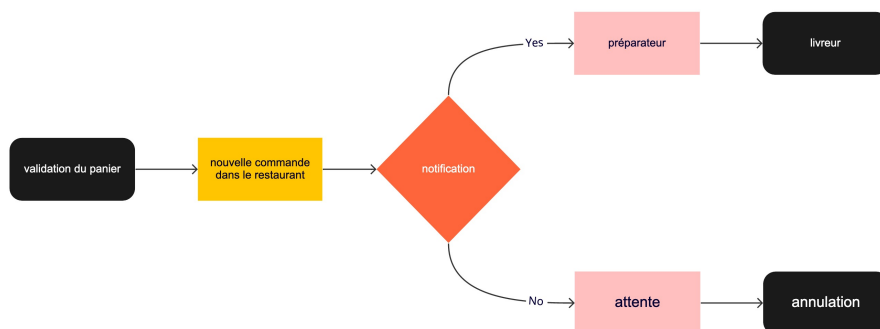 Yes
préparateur
livreur
validation du panier
nouvelle commande
dans le restaurant
notification
No
attente
annulation